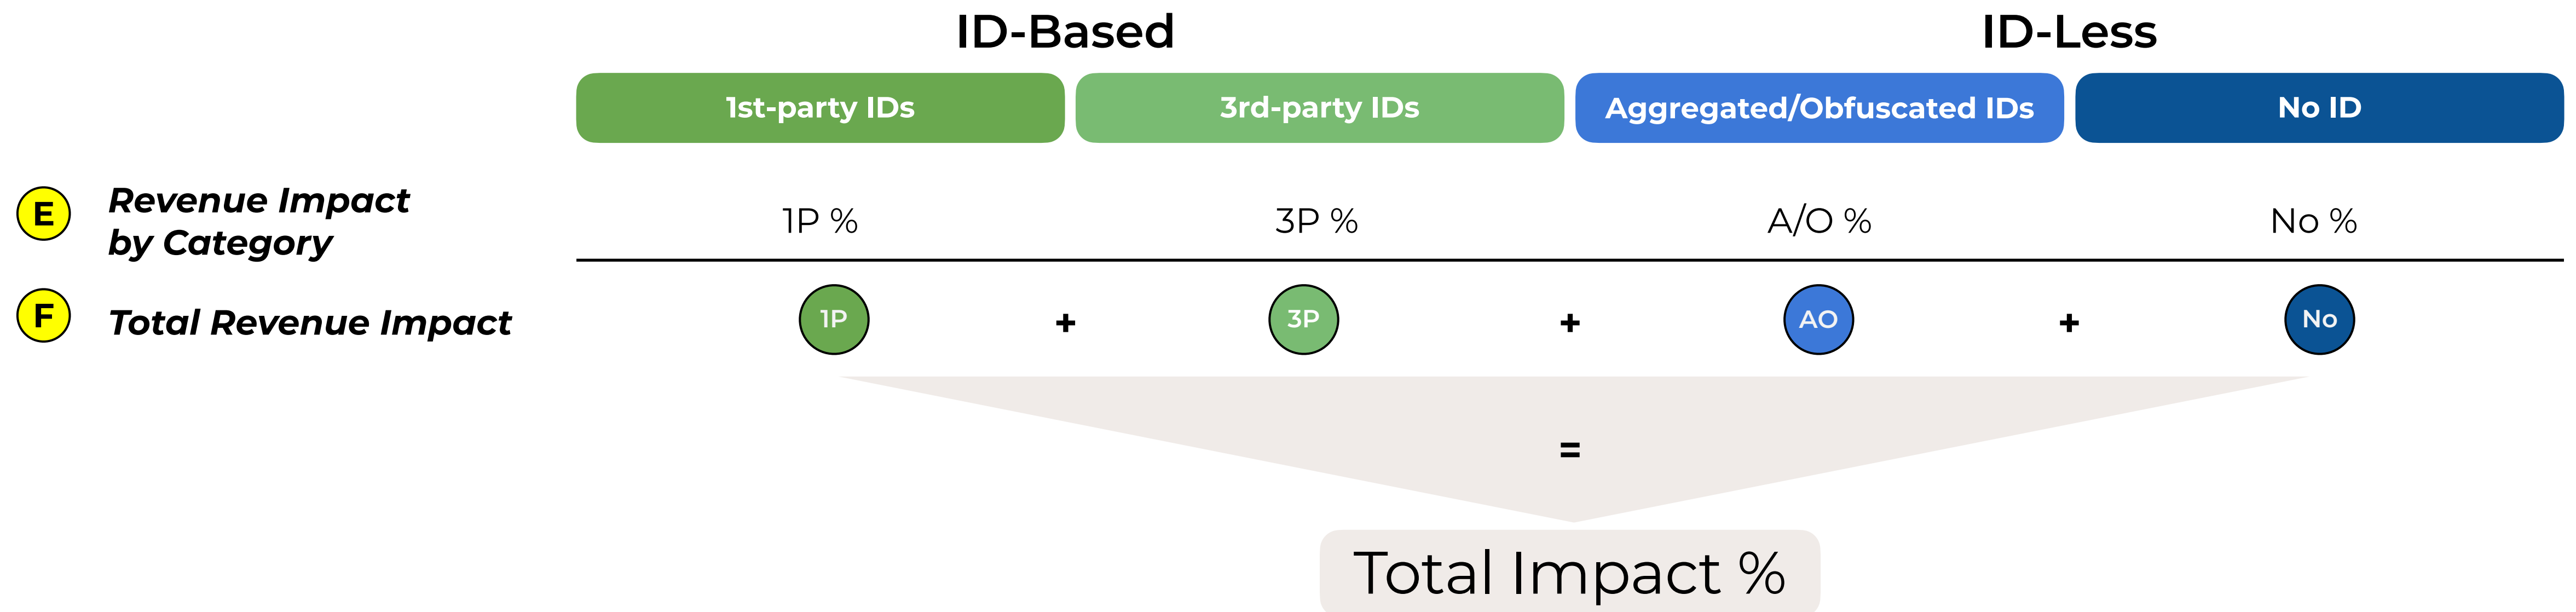 ID-Based
ID-Less
1st-party IDs
3rd-party IDs
Aggregated/Obfuscated IDs
No ID
E
Revenue Impact
by Category
1P %
3P %
A/O %
No %
F
Total Revenue Impact
1P
+
3P
+
AO
+
No
=
Total Impact %